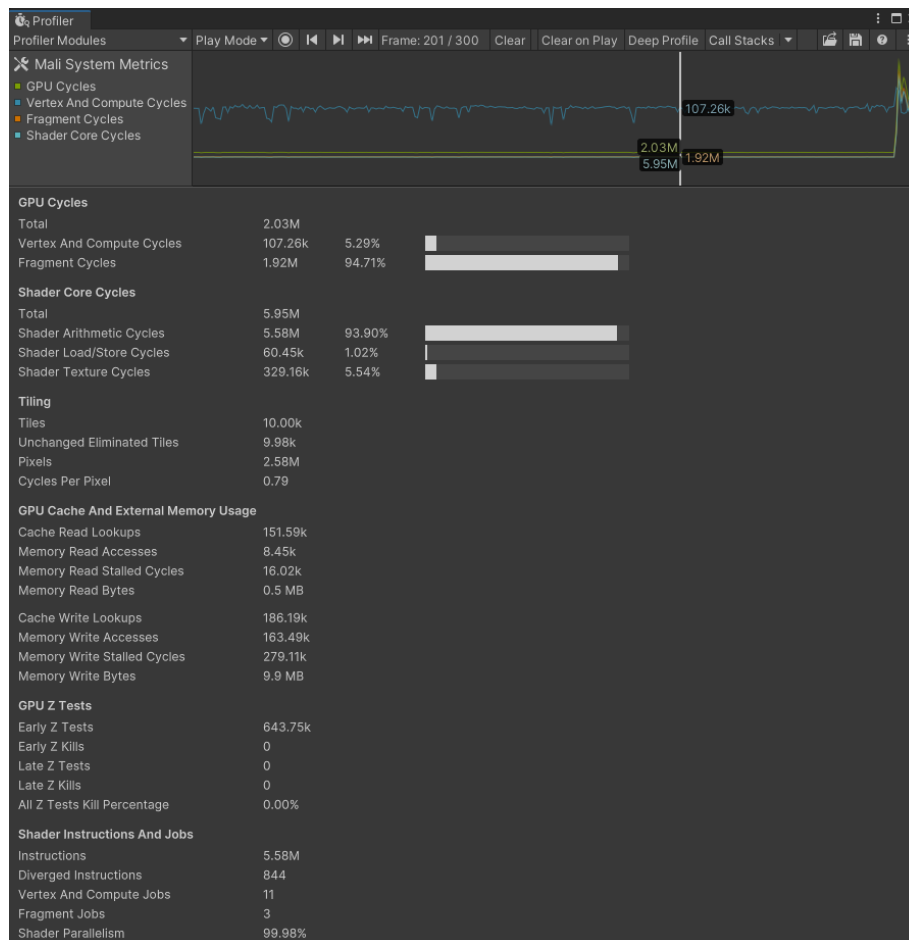 Profiler
Profiler Modules Play Mode Frame: 201 / 300 Clear Clear on Play Deep Profile Call Stacks
Mali System Metrics
GPU Cycles
Vertex And Compute Cycles
Fragment Cycles
Shader Core Cycles
107.26k
2.03M
1.92M
5.95M
GPU Cycles
Total 2.03M
Vertex And Compute Cycles 107.26k 5.29%
Fragment Cycles 1.92M 94.71%
Shader Core Cycles
Total 5.95M
Shader Arithmetic Cycles 5.58M 93.90%
Shader Load/Store Cycles 60.45k 1.02%
Shader Texture Cycles 329.16k 5.54%
Tiling
Tiles 10.00k
Unchanged Eliminated Tiles 9.98k
Pixels 2.58M
Cycles Per Pixel 0.79
GPU Cache And External Memory Usage
Cache Read Lookups 151.59k
Memory Read Accesses 8.45k
Memory Read Stalled Cycles 16.02k
Memory Read Bytes 0.5 MB
Cache Write Lookups 186.19k
Memory Write Accesses 163.49k
Memory Write Stalled Cycles 279.11k
Memory Write Bytes 9.9 MB
GPU Z Tests
Early Z Tests 643.75k
Early Z Kills 0
Late Z Tests 0
Late Z Kills 0
All Z Tests Kill Percentage 0.00%
Shader Instructions And Jobs
Instructions 5.58M
Diverged Instructions 844
Vertex And Compute Jobs 11
Fragment Jobs 3
Shader Parallelism 99.98%